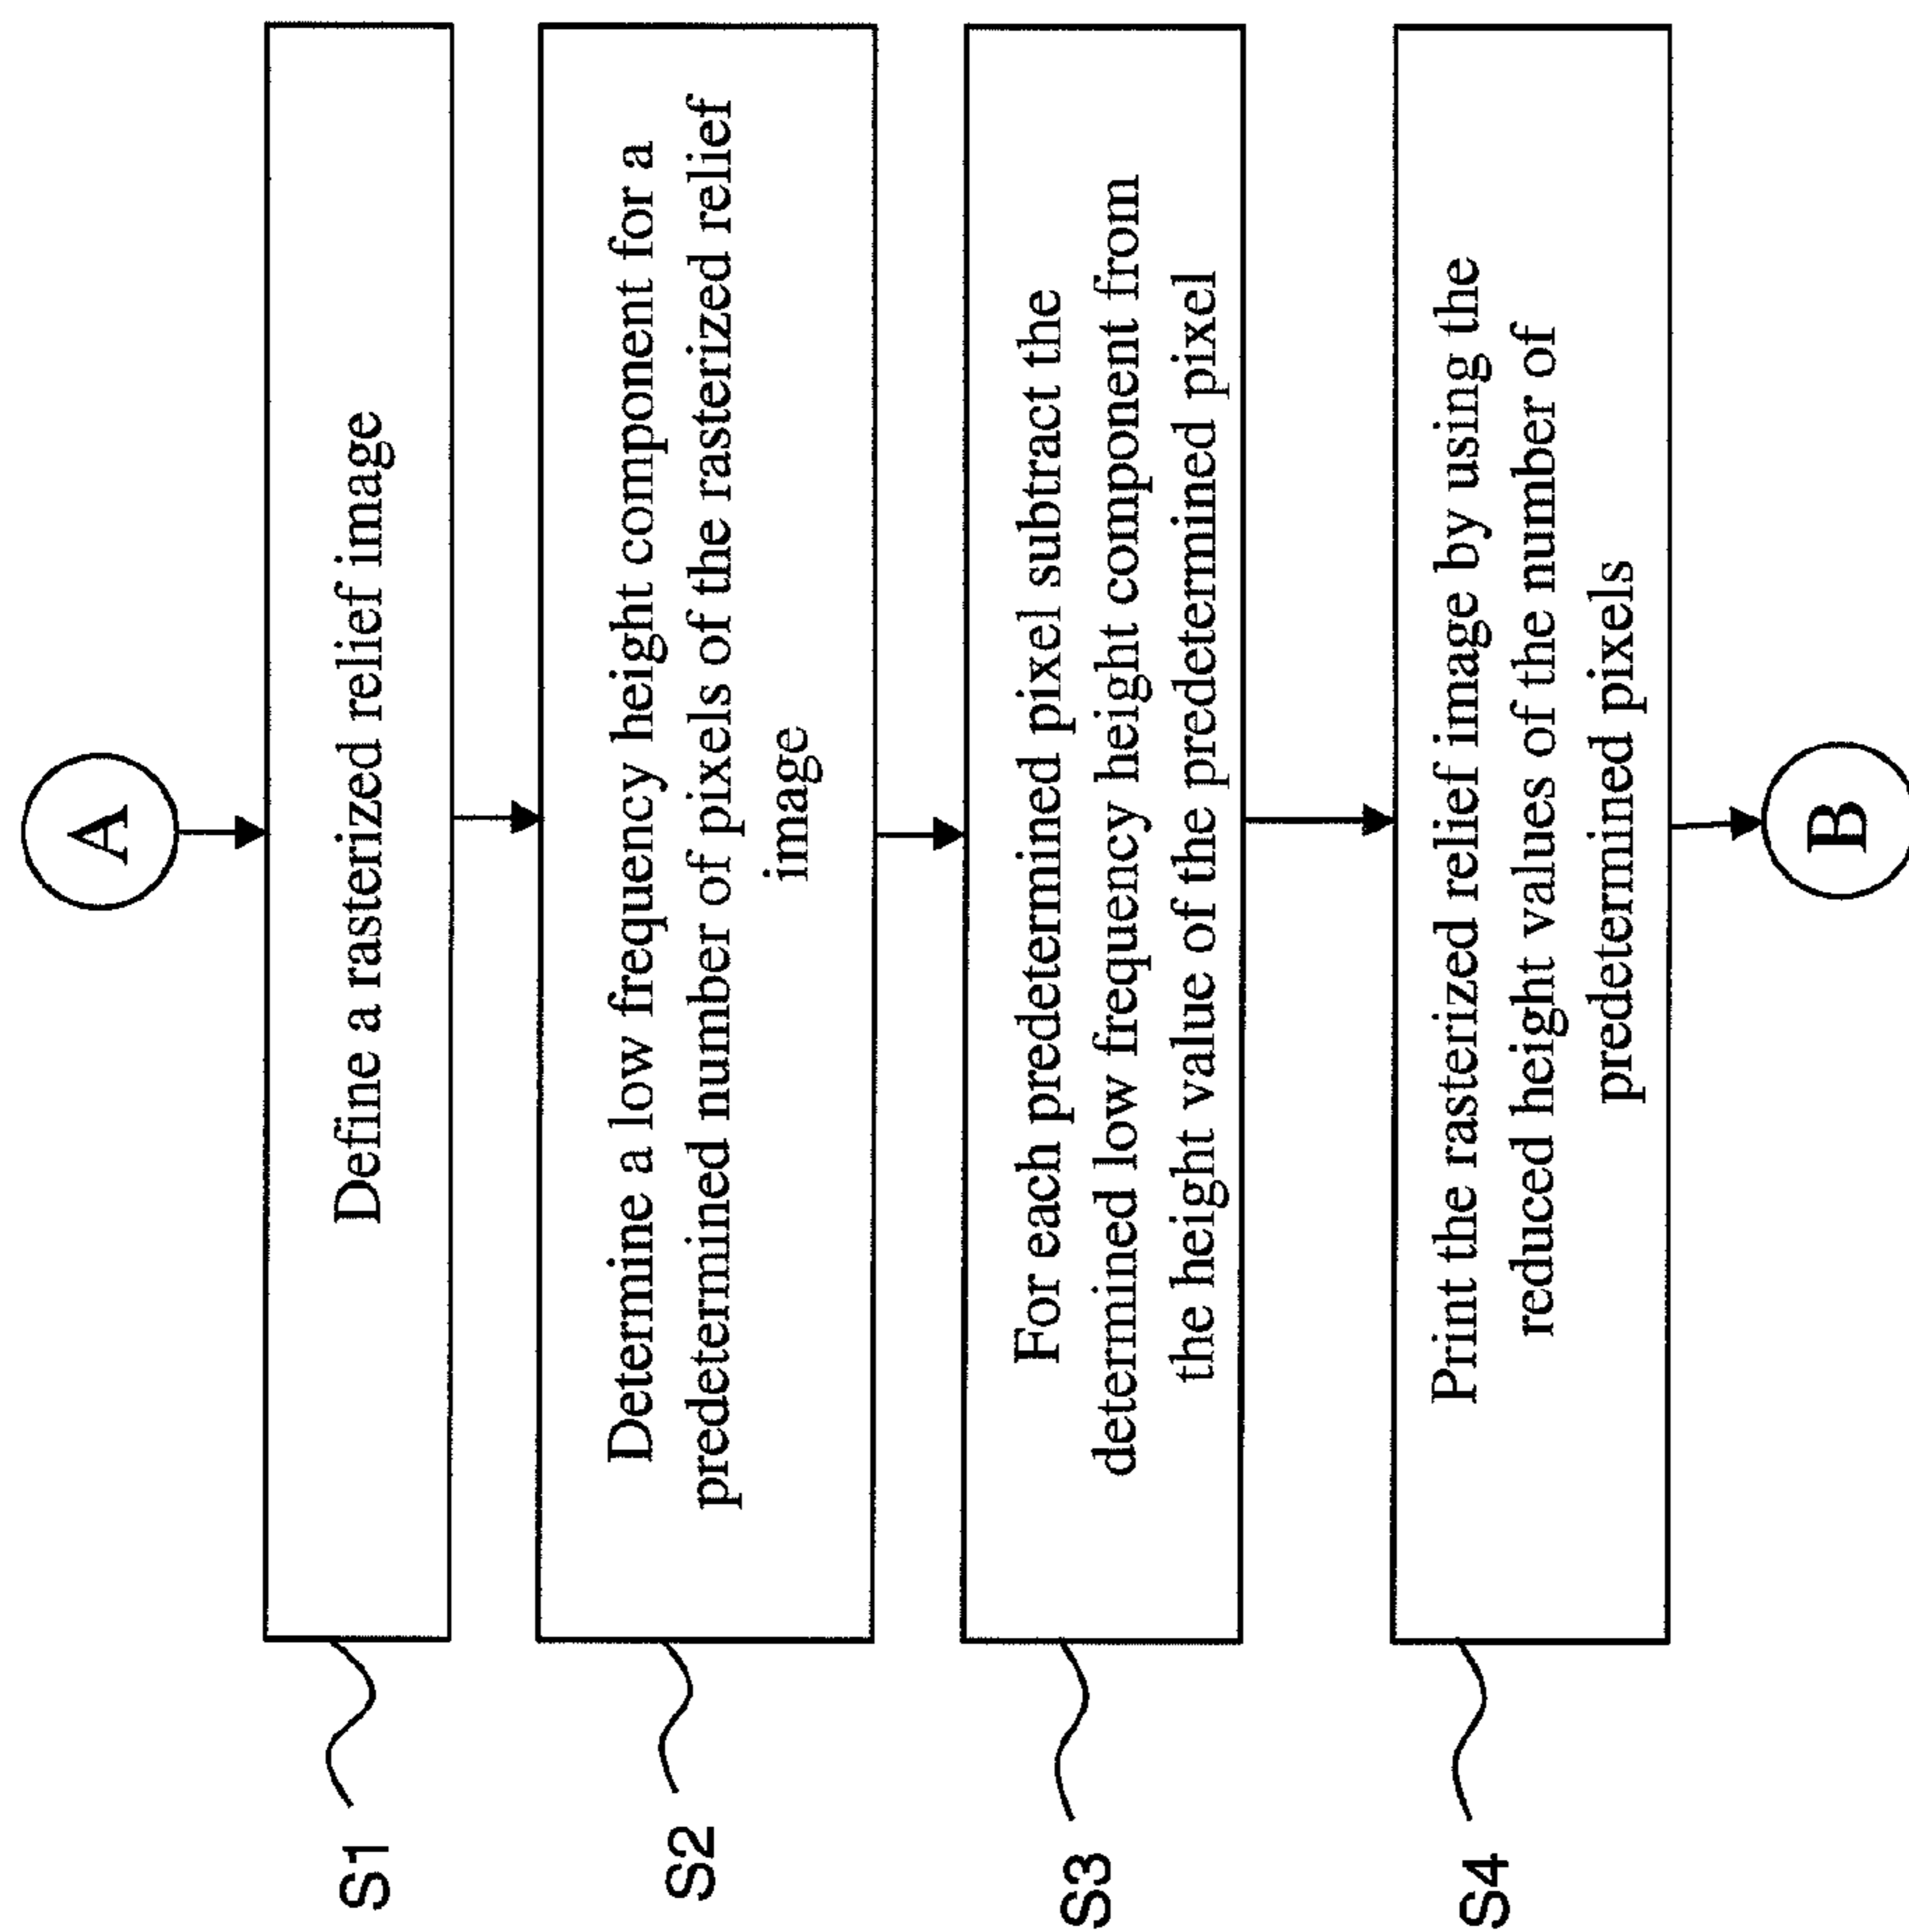 A
S1
Define a rasterized relief image
S2
Determine a low frequency height component for a
predetermined number of pixels of the rasterized relief
image
S3
For each predetermined pixel subtract the
determined low frequency height component from
the height value of the predetermined pixel
S4
Print the rasterized relief image by using the
reduced height values of the number of
predetermined pixels
B